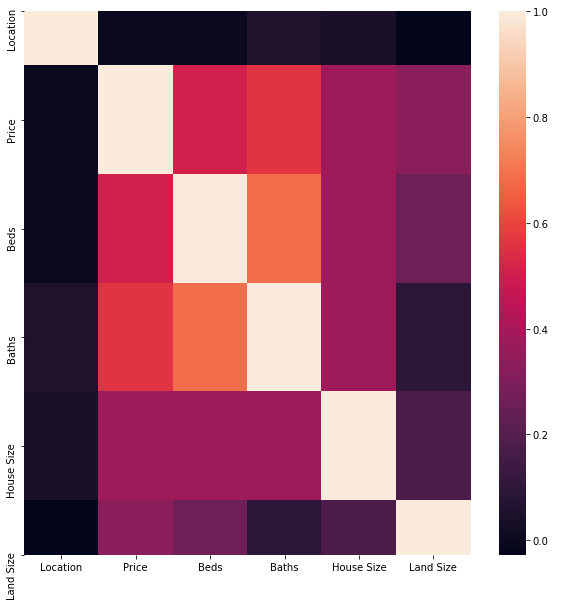 Location
Price
Beds
Baths
House Size
Land Size
Location Price Beds Baths House Size Land Size
1.0
0.8
0.6
0.4
0.2
0.0